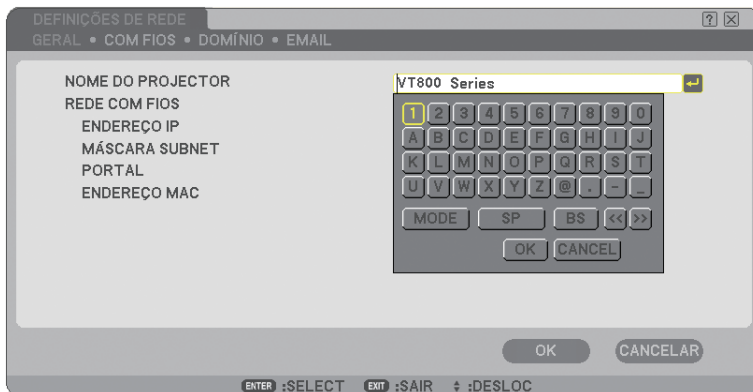 DEFINIÇÕES DE REDE ?
GERAL • COM FIOS • DOMÍNIO • EMAIL
NOME DO PROJECTOR VT800 Series
REDE COM FIOS
ENDEREÇO IP
MÁSCARA SUBNET
PORTAL
ENDEREÇO MAC
1 2 3 4 5 6 7 8 9 0
A B C D E F G H I J
K L M N O P Q R S T
U V W X Y Z @ . - _
MODE SP BS << >>
OK CANCEL
OK CANCELAR
ENTER :SELECT EXIT :SAIR :DESLOC